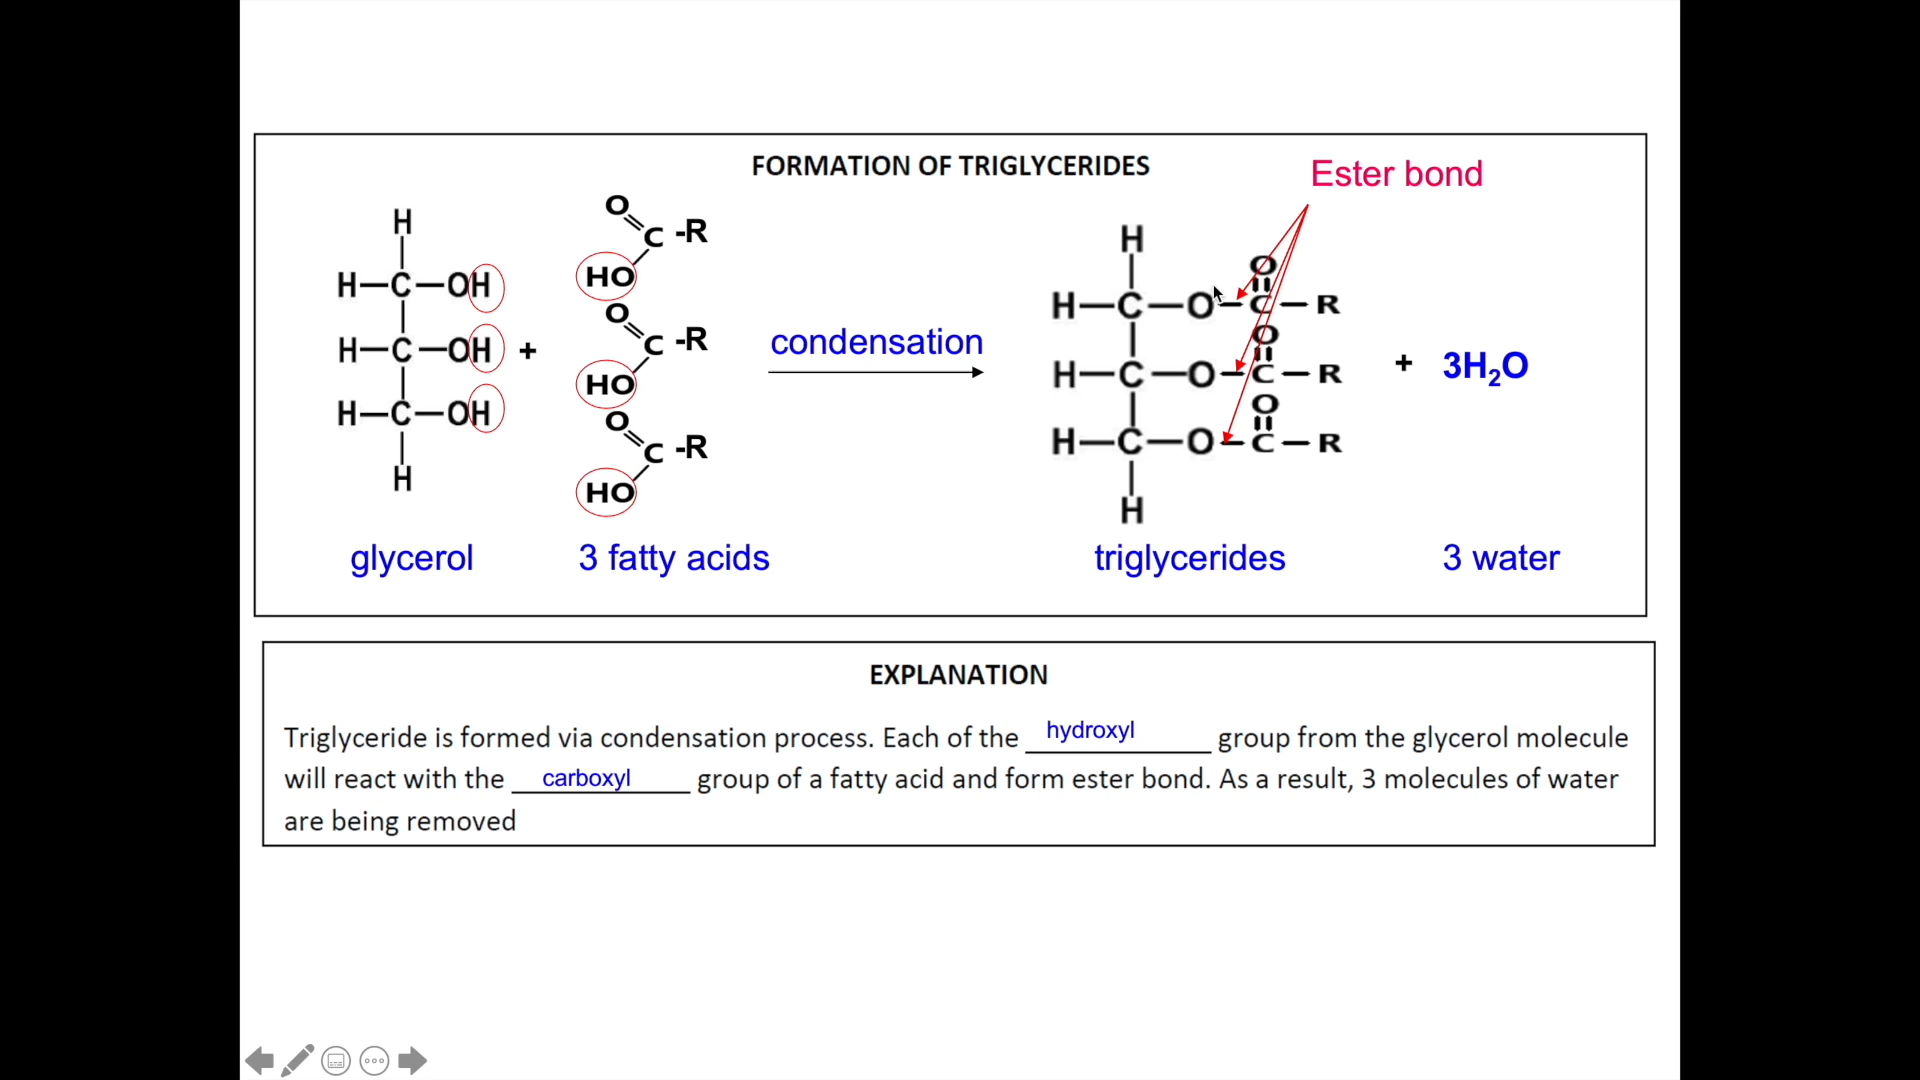 FORMATION OF TRIGLYCERIDES
Ester bond
H
H—C—OH
H—C—OH
H—C—OH
H
+
O
C -R
HO
O
C -R
HO
O
C -R
HO
condensation
H
O
H—C—O—C—R
O
H—C—O—C—R
O
H—C—O—C—R
H
+ 3H₂O
glycerol 3 fatty acids triglycerides 3 water
EXPLANATION
Triglyceride is formed via condensation process. Each of the hydroxyl group from the glycerol molecule
will react with the carboxyl group of a fatty acid and form ester bond. As a result, 3 molecules of water
are being removed